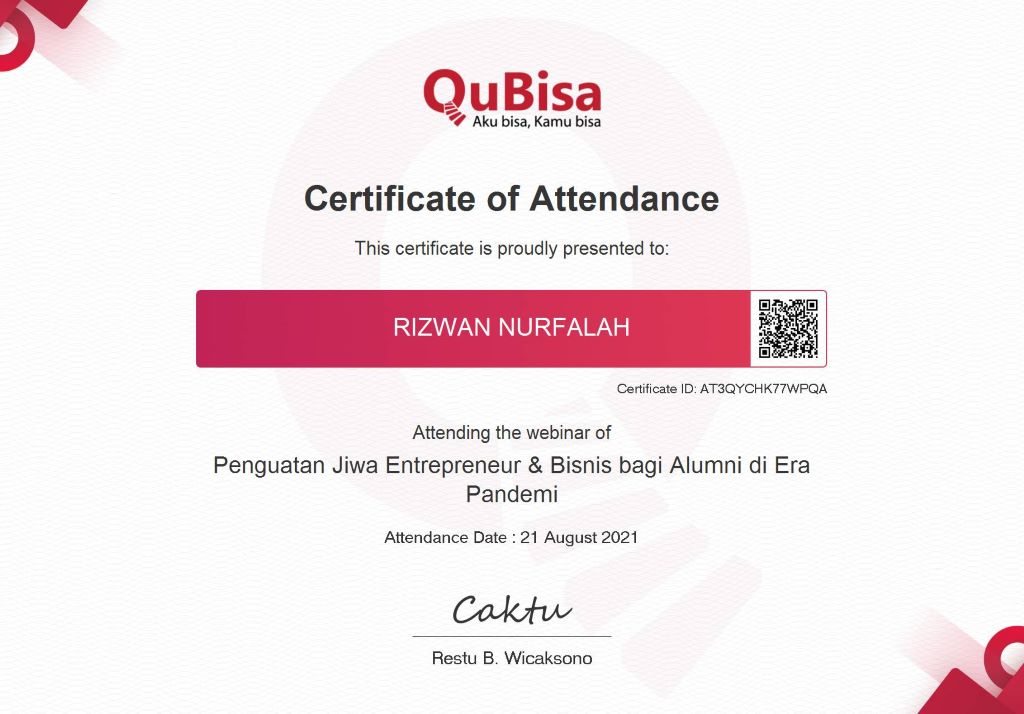 QuBisa
Aku bisa, Kamu bisa
Certificate of Attendance
This certificate is proudly presented to:
RIZWAN NURFALAH
Certificate ID: AT3QYCHK77WPQA
Attending the webinar of
Penguatan Jiwa Entrepreneur & Bisnis bagi Alumni di Era
Pandemi
Attendance Date : 21 August 2021
Caktu
Restu B. Wicaksono